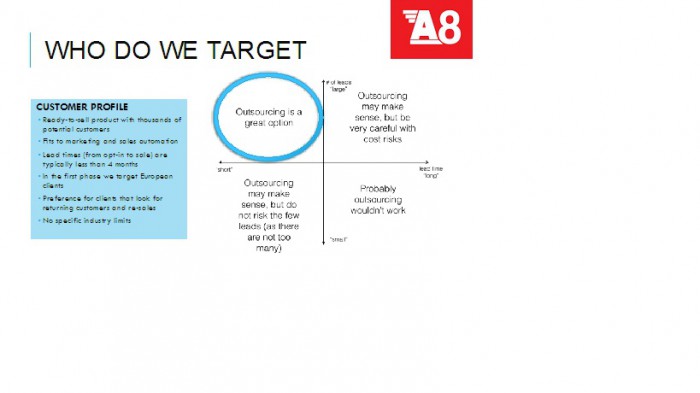 A8
WHO DO WE TARGET
CUSTOMER PROFILE
• Ready-to-sell product with thousands of
potential customers
• Fits to marketing and sales automation
• Lead times (from opt-in to sale) are
typically less than 4 months
• In the first phase we target European
clients
• Preference for clients that look for
returning customers and re-sales
• No specific industry limits
# of leads
"large"
Outsourcing is a
great option
Outsourcing
may make
sense, but be
very careful with
cost risks
short"
lead time
"long"
Outsourcing
may make
sense, but do
not risk the few
leads (as there
are not too
many)
Probably
outsourcing
wouldn't work
"small"